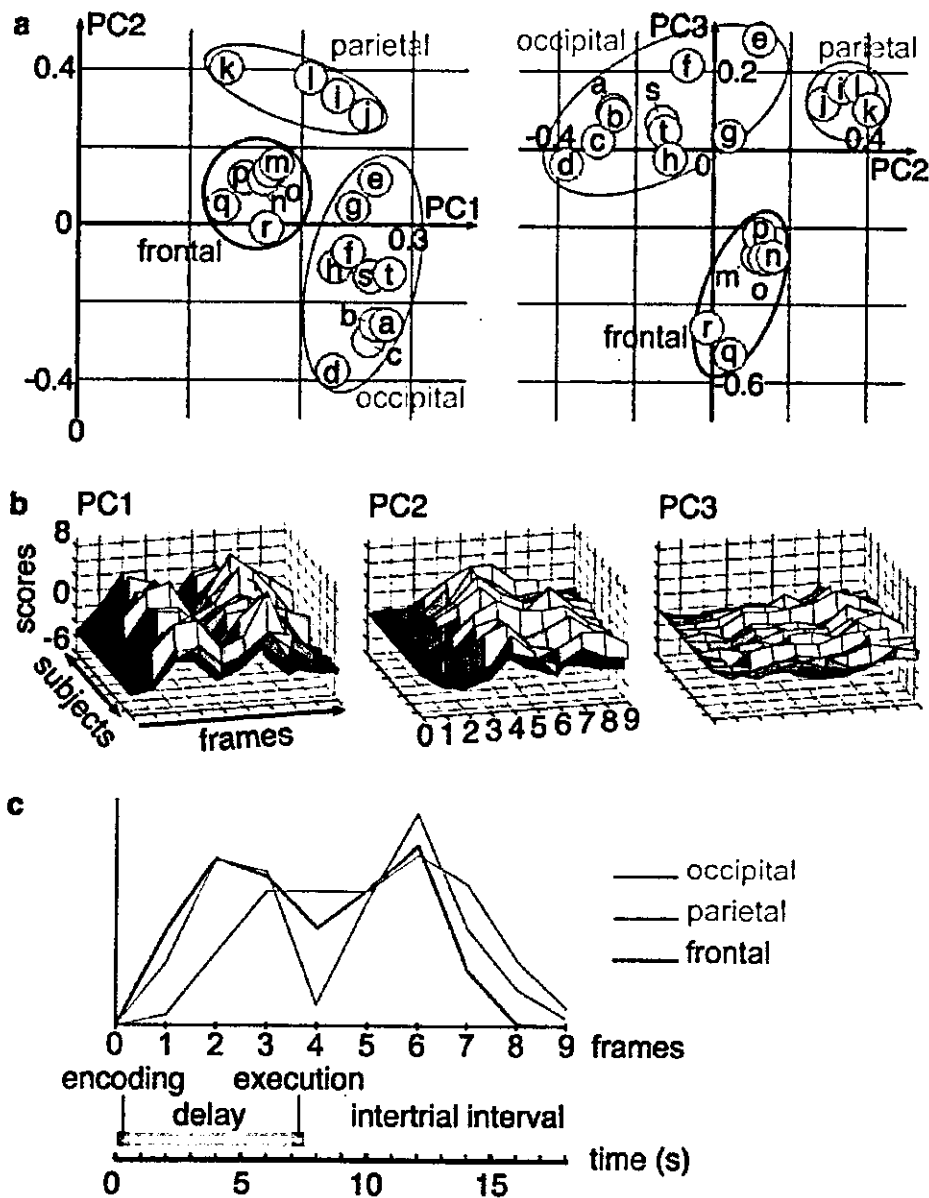 a
PC2
parietal
0.4
k
l
i
j
m
p
o
q
n
r
frontal
e
g
PC1
0
0.3
f
h
s
t
b
a
c
d
-0.4
occipital
0
PC3
occipital
parietal
e
f
0.2
a
s
b
t
c
d
h
g
j
i
l
k
-0.4
0
0.4
PC2
p
m
n
o
r
frontal
q
-0.6
b
PC1
PC2
PC3
8
0
-6
scores
subjects
frames
0 1 2 3 4 5 6 7 8 9
c
occipital
parietal
frontal
0 1 2 3 4 5 6 7 8 9 frames
encoding execution
delay intertrial interval
time (s)
0 5 10 15